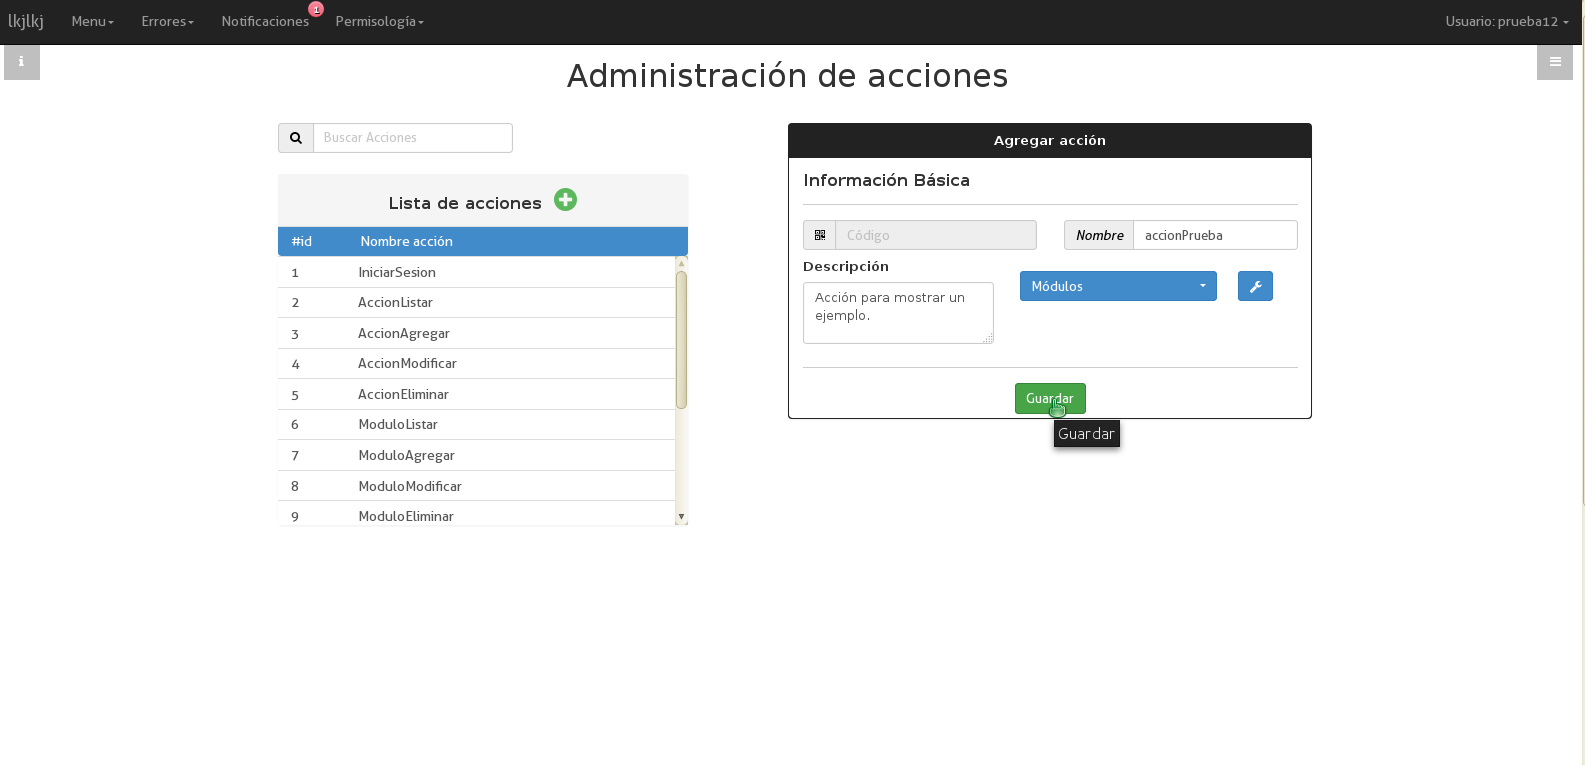 lkjlkj Menu Errores Notificaciones 1 Permisología Usuario: prueba12
Administración de acciones
Buscar Acciones
Lista de acciones
#id Nombre acción
1 IniciarSesion
2 AccionListar
3 AccionAgregar
4 AccionModificar
5 AccionEliminar
6 ModuloListar
7 ModuloAgregar
8 ModuloModificar
9 ModuloEliminar
Agregar acción
Información Básica
Código Nombre accionPrueba
Descripción
Acción para mostrar un
ejemplo.
Módulos
Guardar
Guardar